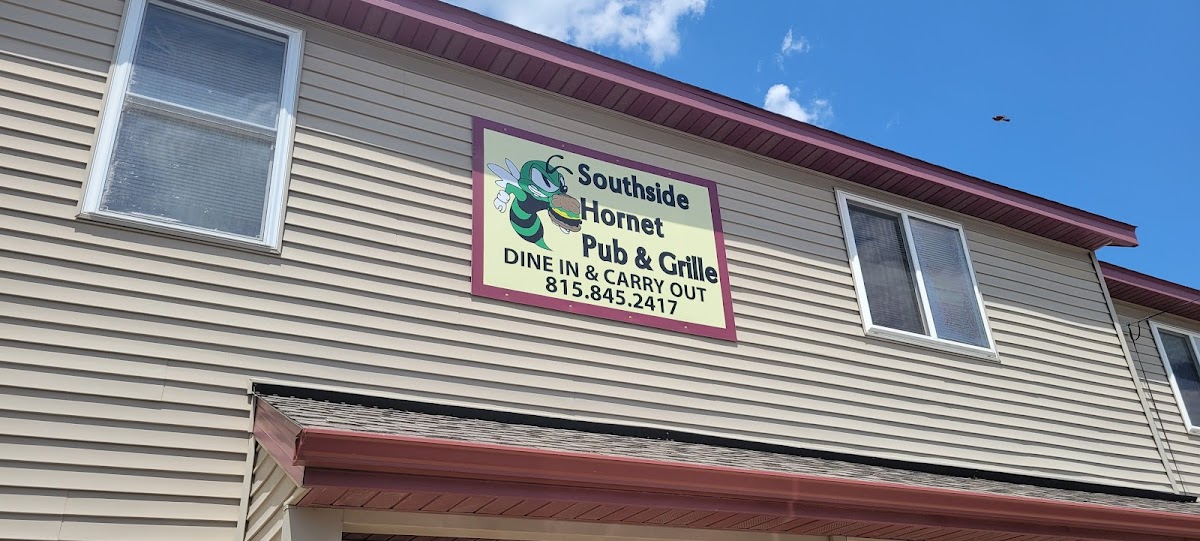 Southside
Hornet
Pub & Grille
DINE IN & CARRY OUT
815.845.2417